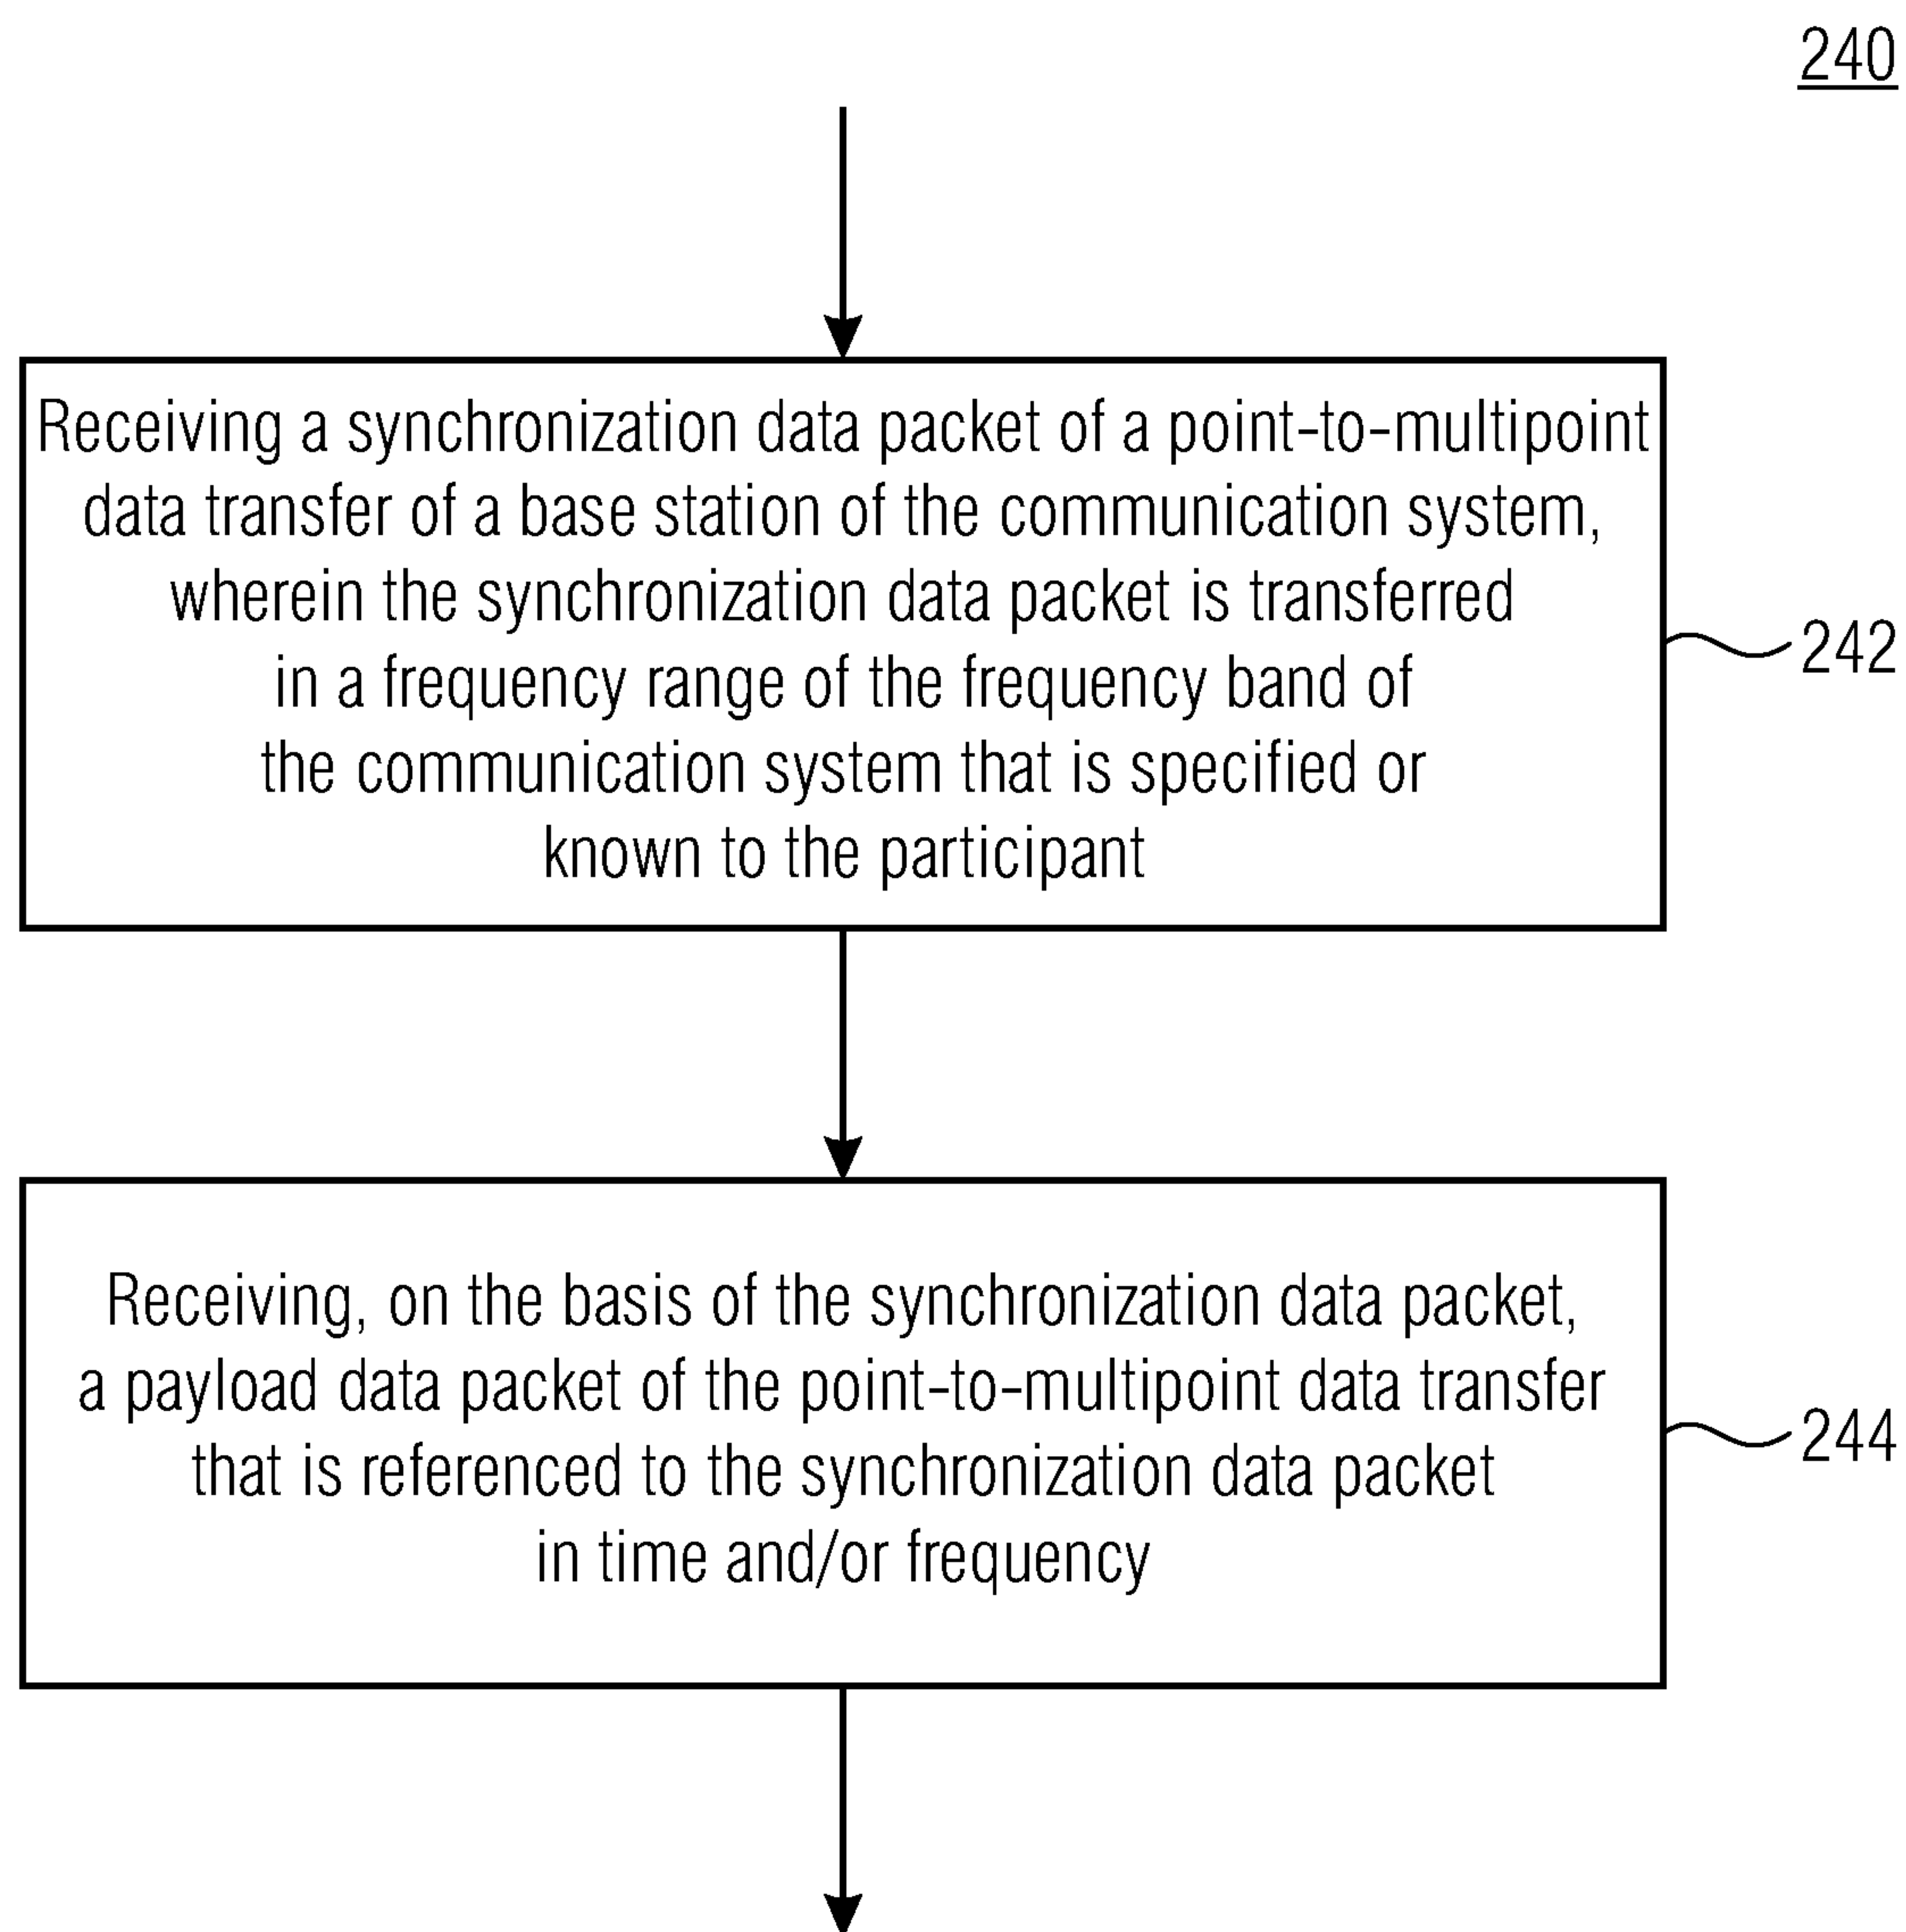 240
Receiving a synchronization data packet of a point-to-multipoint
data transfer of a base station of the communication system,
wherein the synchronization data packet is transferred
in a frequency range of the frequency band of
the communication system that is specified or
known to the participant
242
Receiving, on the basis of the synchronization data packet,
a payload data packet of the point-to-multipoint data transfer
that is referenced to the synchronization data packet
in time and/or frequency
244